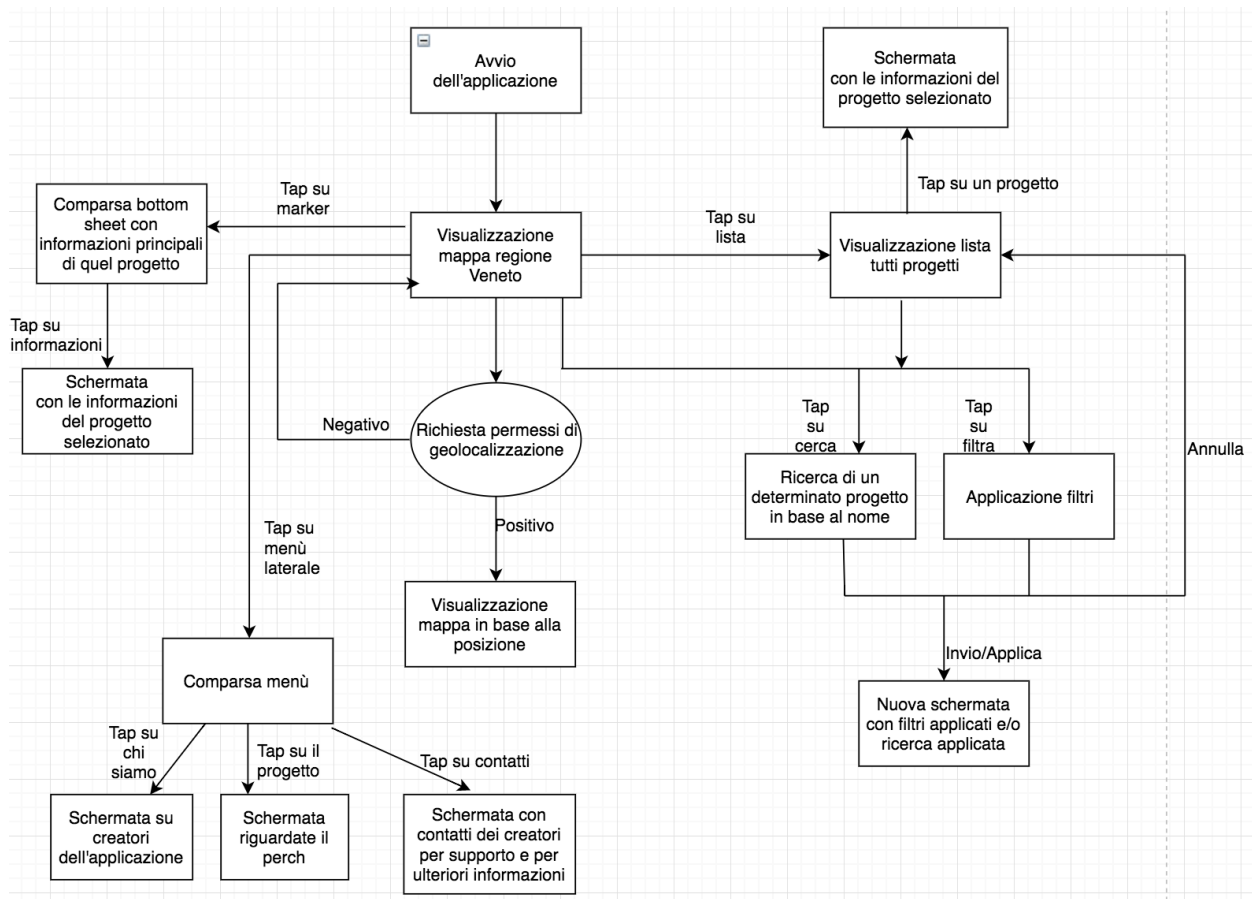 Avvio
dell'applicazione
Schermata
con le informazioni del
progetto selezionato
Tap su un progetto
Tap su
marker
Comparsa bottom
sheet con
informazioni principali
di quel progetto
Visualizzazione
mappa regione
Veneto
Tap su
lista
Visualizzazione lista
tutti progetti
Tap su
informazioni
Schermata
con le informazioni
del progetto
selezionato
Negativo
Richiesta permessi di
geolocalizzazione
Tap
su
cerca
Tap
su
filtra
Annulla
Ricerca di un
determinato progetto
in base al nome
Applicazione filtri
Positivo
Tap su
menù
laterale
Visualizzazione
mappa in base alla
posizione
Invio/Applica
Comparsa menù
Nuova schermata
con filtri applicati e/o
ricerca applicata
Tap su
chi
siamo
Tap su il
progetto
Tap su contatti
Schermata su
creatori
dell'applicazione
Schermata
riguardate il
perch
Schermata con
contatti dei creatori
per supporto e per
ulteriori informazioni